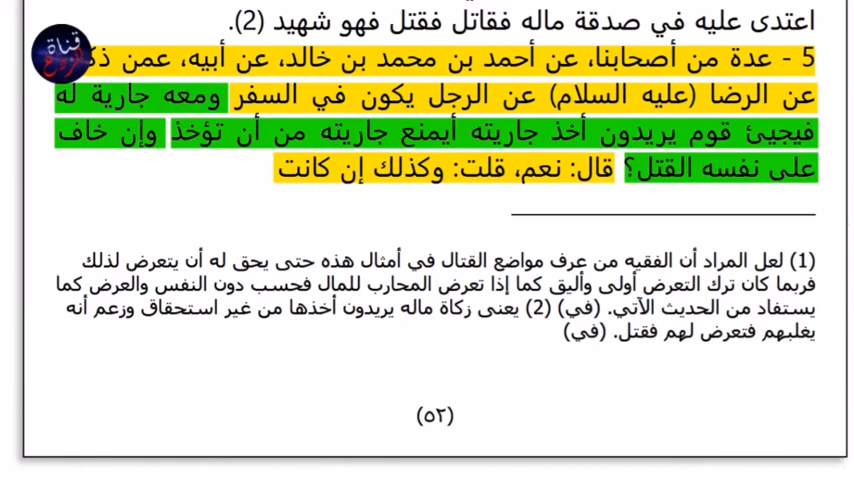 اعتدى عليه في صدقة ماله فقاتل فقتل فهو شهيد (2).
5 - عدة من أصحابنا، عن أحمد بن محمد بن خالد، عن أبيه، عمن
عن الرضا (عليه السلام) عن الرجل يكون في السفر ومعه جارية له
فيجيئ قوم يريدون أخذ جاريته أيمنع جاريته من أن تؤخذ وإن خاف
على نفسه القتل؟ قال: نعم، قلت: وكذلك إن كانت
(1) لعل المراد أن الفقيه من عرف مواضع القتال في أمثال هذه حتى يحق له أن يتعرض لذلك
فربما كان ترك التعرض أولى وأليق كما إذا تعرض المحارب للمال فحسب دون النفس والعرض كما
يستفاد من الحديث الآتي. (في) (2) يعنى زكاة ماله يريدون أخذها من غير استحقاق وزعم أنه
يغلبهم فتعرض لهم فقتل. (في)
(٥٢)
قناة